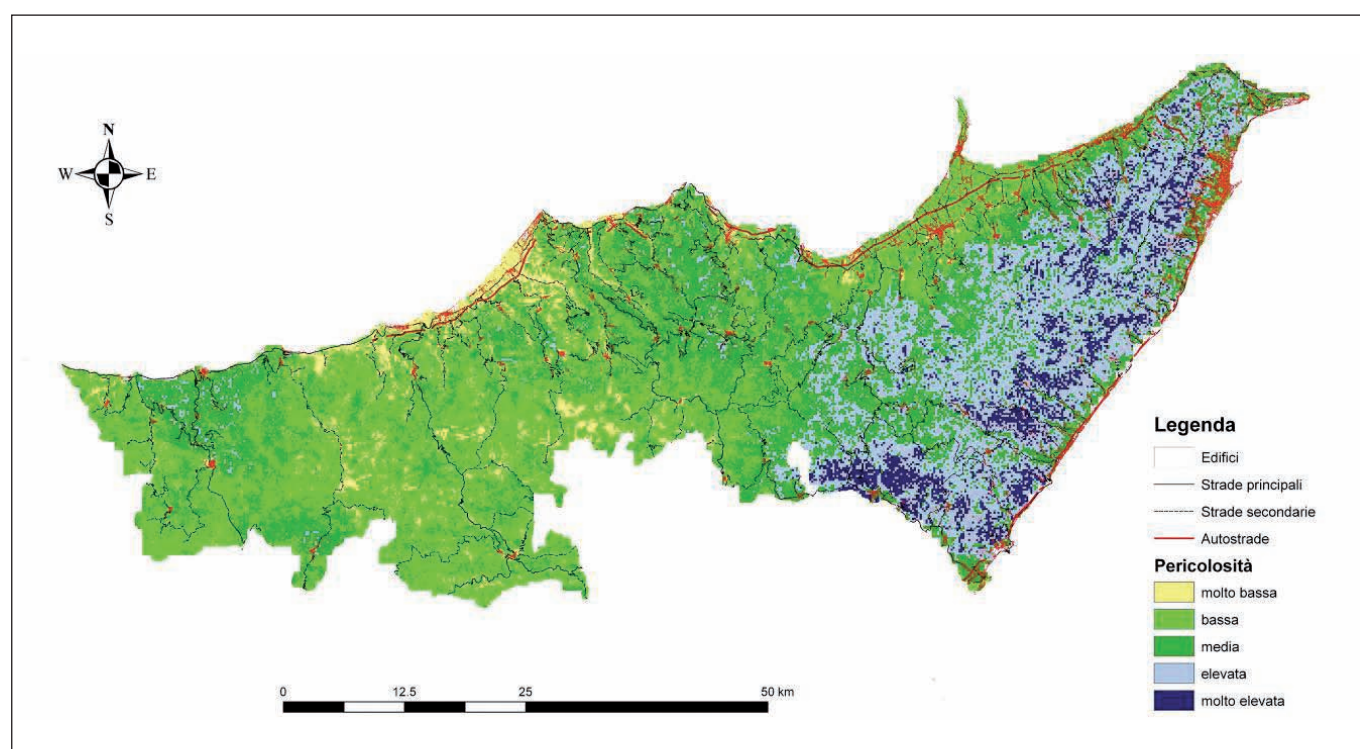 N
W E
S
Legenda
Edifici
Strade principali
Strade secondarie
Autostrade
Pericolosità
molto bassa
bassa
media
elevata
molto elevata
0 12.5 25 50 km